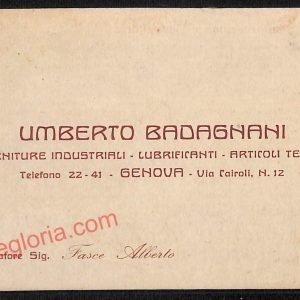 UMBERTO BADAGNANI
NITURE INDUSTRIALI - LUBRIFICANTI - ARTICOLI TE
Telefono 22-41 - GENOVA - Via Cairoli, N. 12
egloria.com
atore Sig. Fasce Alberto